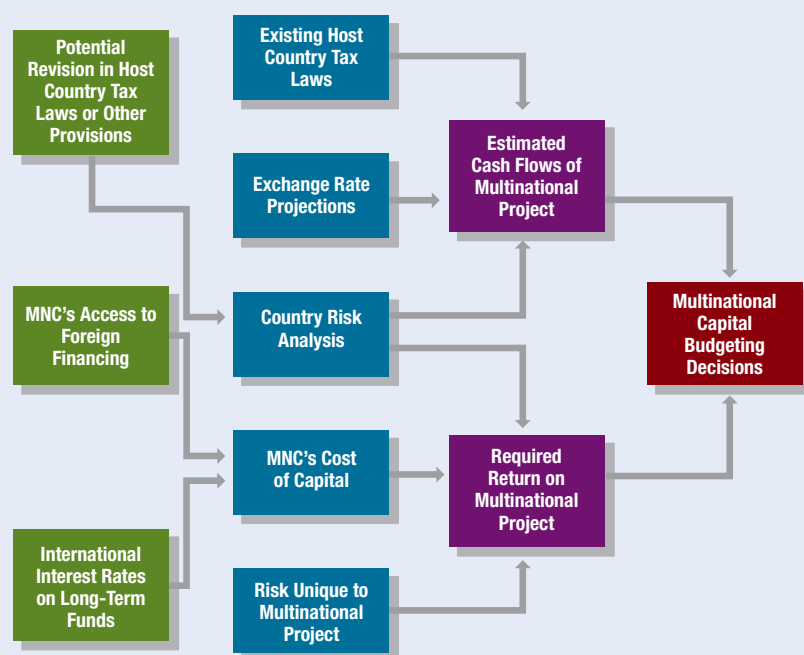 Potential
Revision in Host
Country Tax
Laws or Other
Provisions
Existing Host
Country Tax
Laws
Estimated
Cash Flows of
Multinational
Project
Exchange Rate
Projections
MNC's Access to
Foreign
Financing
Country Risk
Analysis
Multinational
Capital
Budgeting
Decisions
MNC's Cost
of Capital
Required
Return on
Multinational
Project
International
Interest Rates
on Long-Term
Funds
Risk Unique to
Multinational
Project